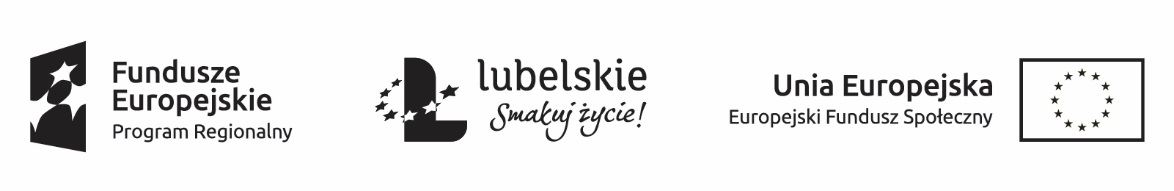 Fundusze
Europejskie
Program Regionalny
lubelskie
Smakuj życie!
Unia Europejska
Europejski Fundusz Społeczny